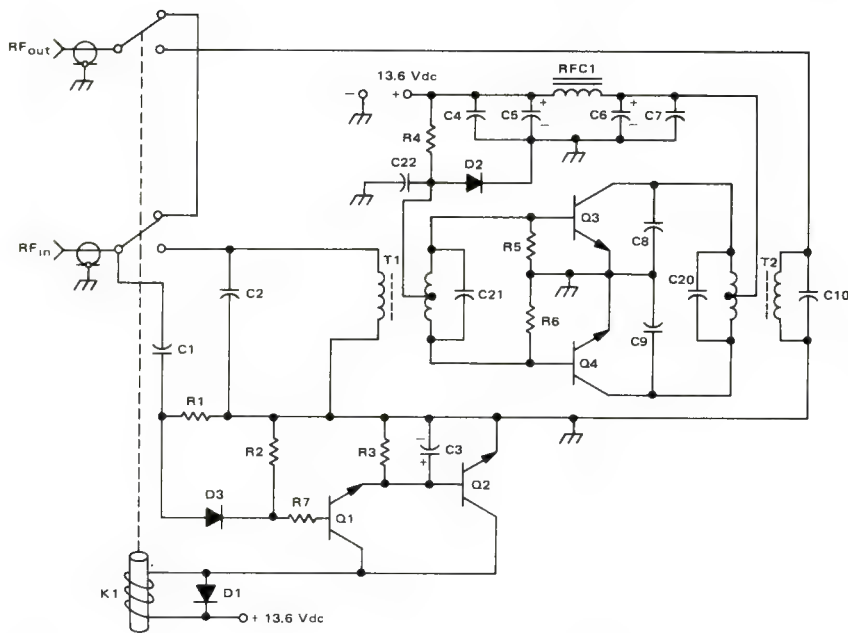 RFout
RFC1
13.6 Vdc
- +
C4
C5
+
-
C6
+
-
C7
R4
C22
D2
Q3
RFin
T1
R5
C8
T2
C2
C21
C20
C10
R6
C9
C1
Q4
R1
R2
R3
-
+
C3
Q2
D3
R7
Q1
K1
D1
+ 13.6 Vdc